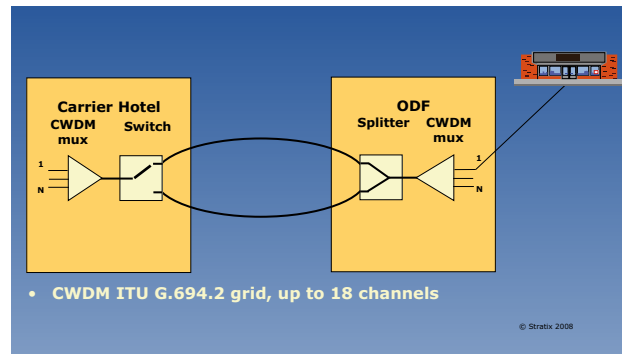 Carrier Hotel
CWDM
mux
Switch
1
N
ODF
Splitter
CWDM
mux
1
N
• CWDM ITU G.694.2 grid, up to 18 channels
© Stratix 2008